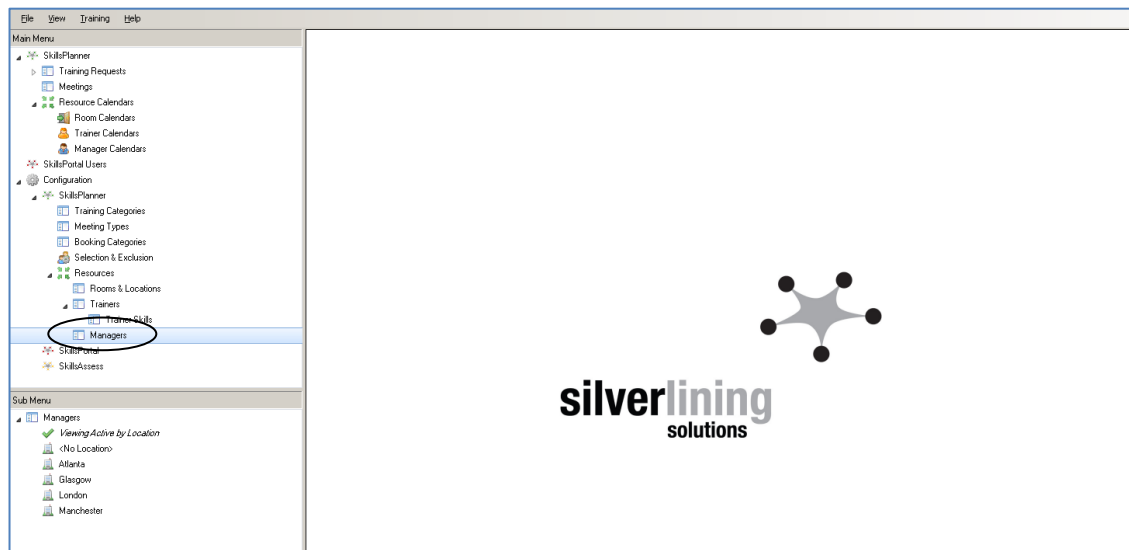 File View Training Help
Main Menu
SkillsPlanner
Training Requests
Meetings
Resource Calendars
Room Calendars
Trainer Calendars
Manager Calendars
SkillsPortal Users
Configuration
SkillsPlanner
Training Categories
Meeting Types
Booking Categories
Selection & Exclusion
Resources
Rooms & Locations
Trainers
Trainer Skills
Managers
SkillsPortal
SkillsAssess
Sub Menu
Managers
Viewing Active by Location
<No Location>
Atlanta
Glasgow
London
Manchester
silverlining
solutions